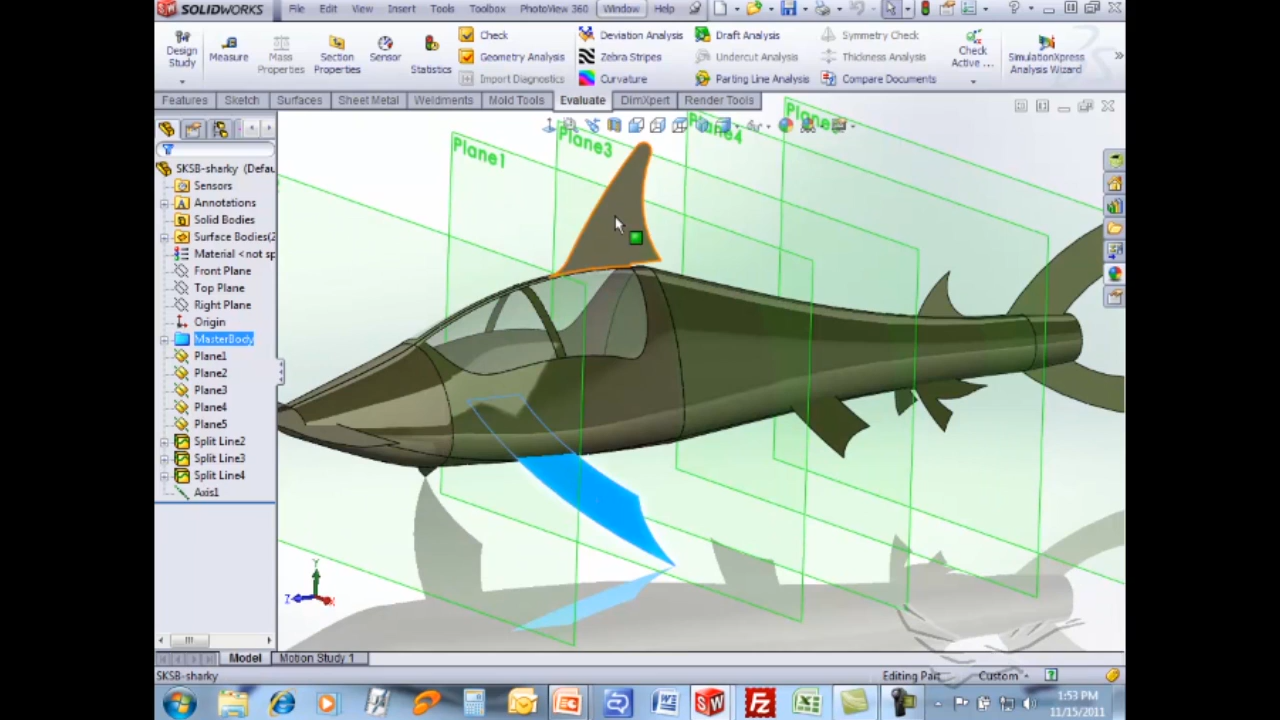 SOLIDWORKS File Edit View Insert Tools Toolbox PhotoView 360 Window Help
Design Study
Measure
Mass Properties
Section Properties
Sensor
Statistics
Check
Geometry Analysis
Import Diagnostics
Deviation Analysis
Zebra Stripes
Curvature
Draft Analysis
Undercut Analysis
Parting Line Analysis
Symmetry Check
Thickness Analysis
Compare Documents
Check Active ...
SimulationXpress Analysis Wizard
Features Sketch Surfaces Sheet Metal Weldments Mold Tools Evaluate DimXpert Render Tools
Plane1
Plane3
SKSB-sharky (Defau
Sensors
Annotations
Solid Bodies
Surface Bodies(2
Material <not sp
Front Plane
Top Plane
Right Plane
Origin
MasterBody
Plane1
Plane2
Plane3
Plane4
Plane5
Split Line2
Split Line3
Split Line4
Axis1
Y
Z
X
Model Motion Study 1
SKSB-sharky Editing Part Custom
1:53 PM
11/15/2011